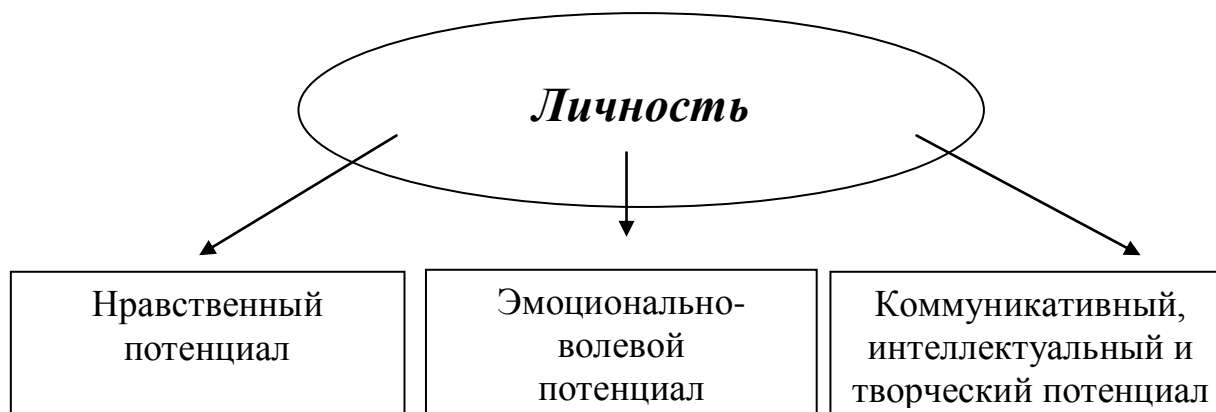 Личность
Нравственный
потенциал
Эмоционально-
волевой
потенциал
Коммуникативный,
интеллектуальный и
творческий потенциал